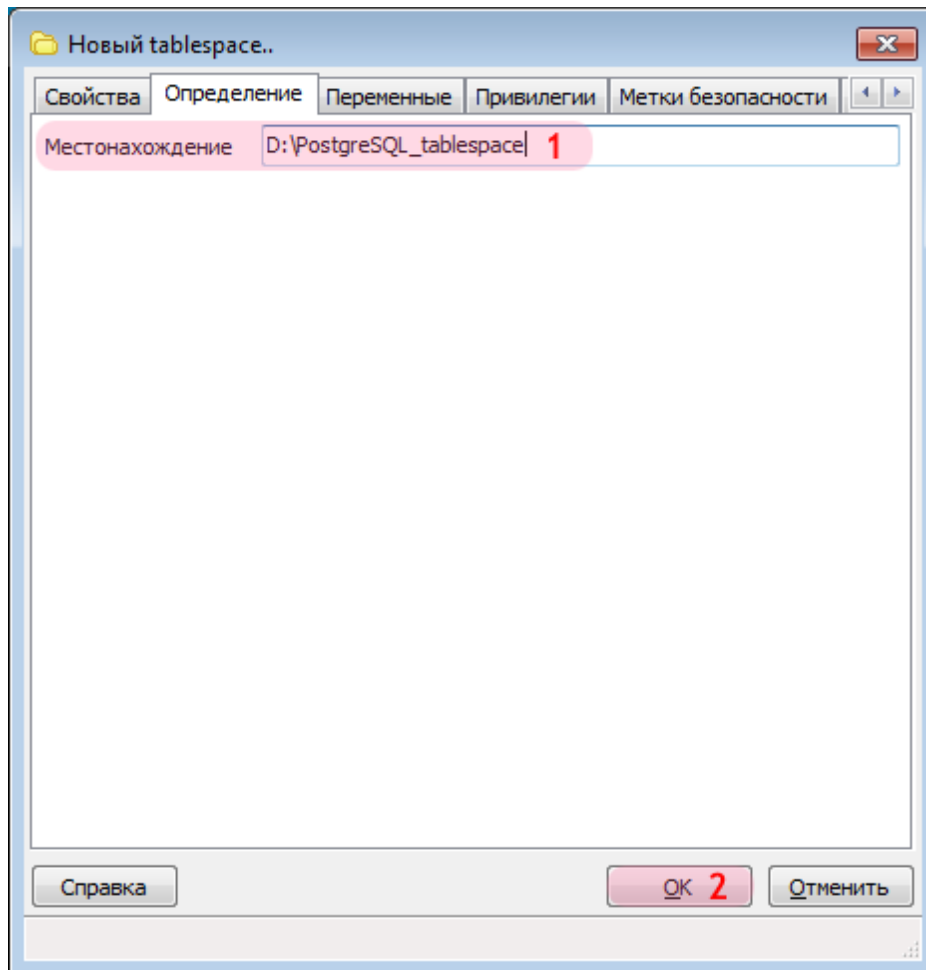 Новый tablespace..
Свойства Определение Переменные Привилегии Метки безопасности
Местонахождение D:\PostgreSQL_tablespace 1
Справка OK 2 Отменить